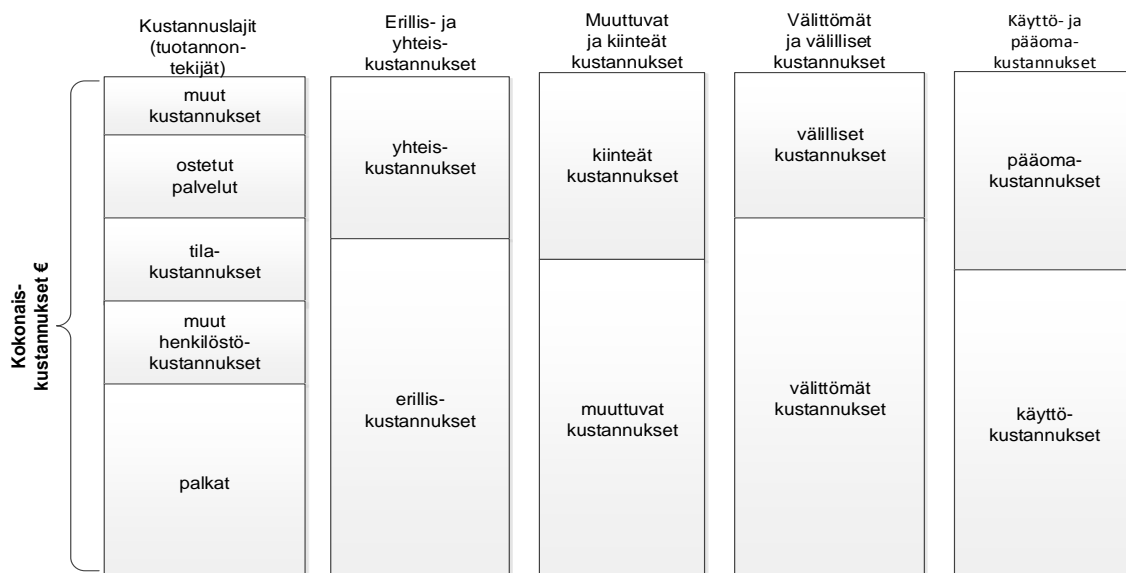 Kustannuslajit
(tuotannon-
tekijät)
Erillis- ja
yhteis-
kustannukset
Muuttuvat
ja kiinteät
kustannukset
Välittömät
ja välilliset
kustannukset
Käyttö- ja
pääoma-
kustannukset
Kokonais-
kustannukset €
muut
kustannukset
ostetut
palvelut
tila-
kustannukset
muut
henkilöstö-
kustannukset
palkat
yhteis-
kustannukset
erillis-
kustannukset
kiinteät
kustannukset
muuttuvat
kustannukset
välilliset
kustannukset
välittömät
kustannukset
pääoma-
kustannukset
käyttö-
kustannukset